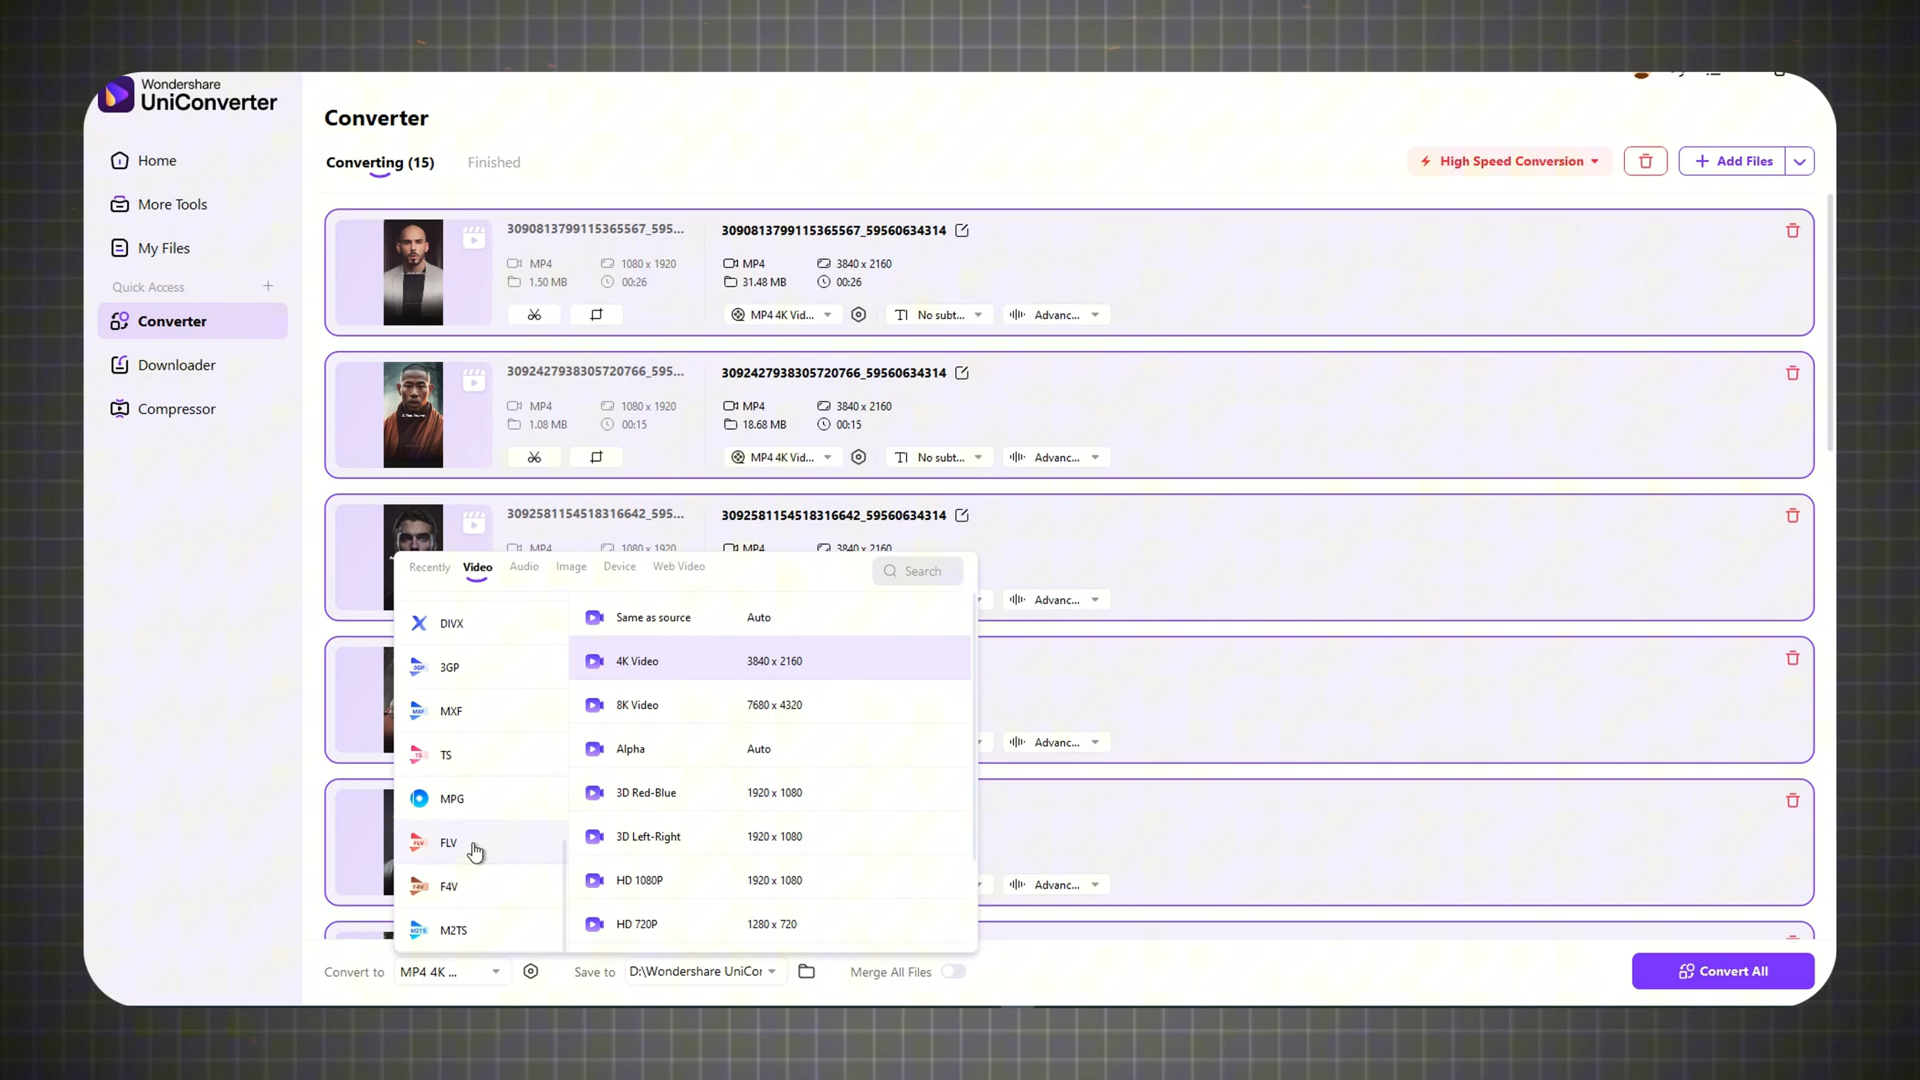 Wondershare
UniConverter
Home
More Tools
My Files
Quick Access
Converter
Downloader
Compressor
Converter
Converting (15)
Finished
High Speed Conversion
Add Files
3090813799115365567_595...
3090813799115365567_59560634314
MP4
1080 x 1920
MP4
3840 x 2160
1.50 MB
00:26
31.48 MB
00:26
MP4 4K Vid...
No subt...
Advanc...
3092427938305720766_595...
3092427938305720766_59560634314
MP4
1080 x 1920
MP4
3840 x 2160
1.08 MB
00:15
18.68 MB
00:15
MP4 4K Vid...
No subt...
Advanc...
3092581154518316642_595...
3092581154518316642_59560634314
MP4
1080 x 1920
MP4
3840 x 2160
Advanc...
Advanc...
Advanc...
Recently
Video
Audio
Image
Device
Web Video
Search
DIVX
3GP
MXF
TS
MPG
FLV
F4V
M2TS
Same as source
Auto
4K Video
3840 x 2160
8K Video
7680 x 4320
Alpha
Auto
3D Red-Blue
1920 x 1080
3D Left-Right
1920 x 1080
HD 1080P
1920 x 1080
HD 720P
1280 x 720
Convert to
MP4 4K ...
Save to
D:\Wondershare UniCor
Merge All Files
Convert All